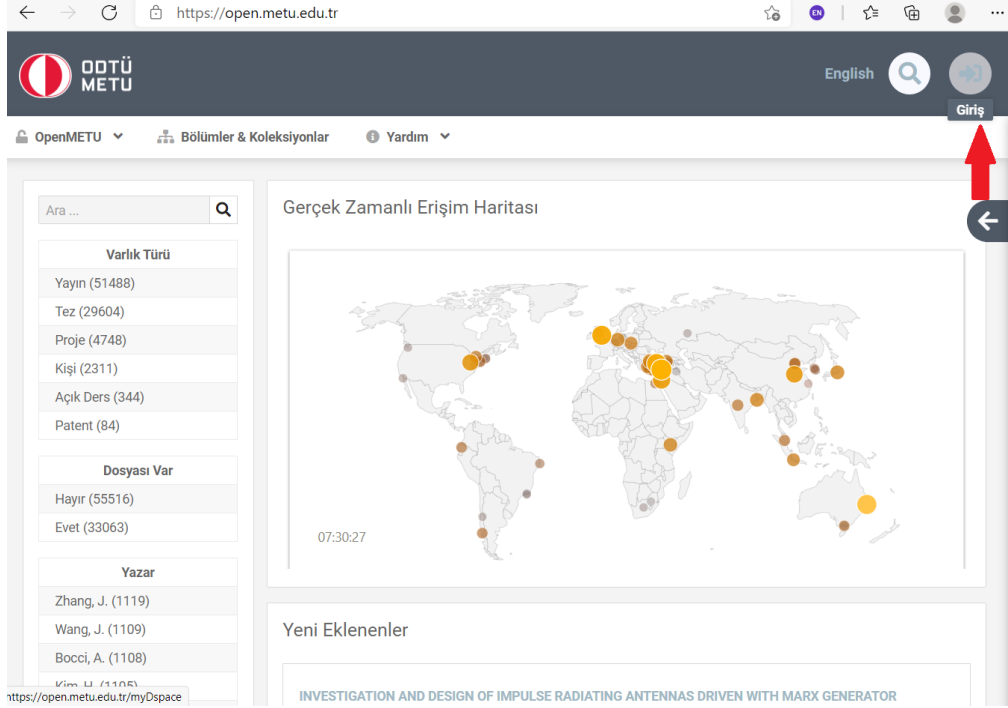 https://open.metu.edu.tr
EN
ODTÜ
METU
English
Giriş
OpenMETU
Bölümler & Koleksiyonlar
Yardım
Ara ...
Varlık Türü
Yayın (51488)
Tez (29604)
Proje (4748)
Kişi (2311)
Açık Ders (344)
Patent (84)
Dosyası Var
Hayır (55516)
Evet (33063)
Yazar
Zhang, J. (1119)
Wang, J. (1109)
Bocci, A. (1108)
Kim, H. (1105)
https://open.metu.edu.tr/myDspace
Gerçek Zamanlı Erişim Haritası
07:30:27
Yeni Eklenenler
INVESTIGATION AND DESIGN OF IMPULSE RADIATING ANTENNAS DRIVEN WITH MARX GENERATOR